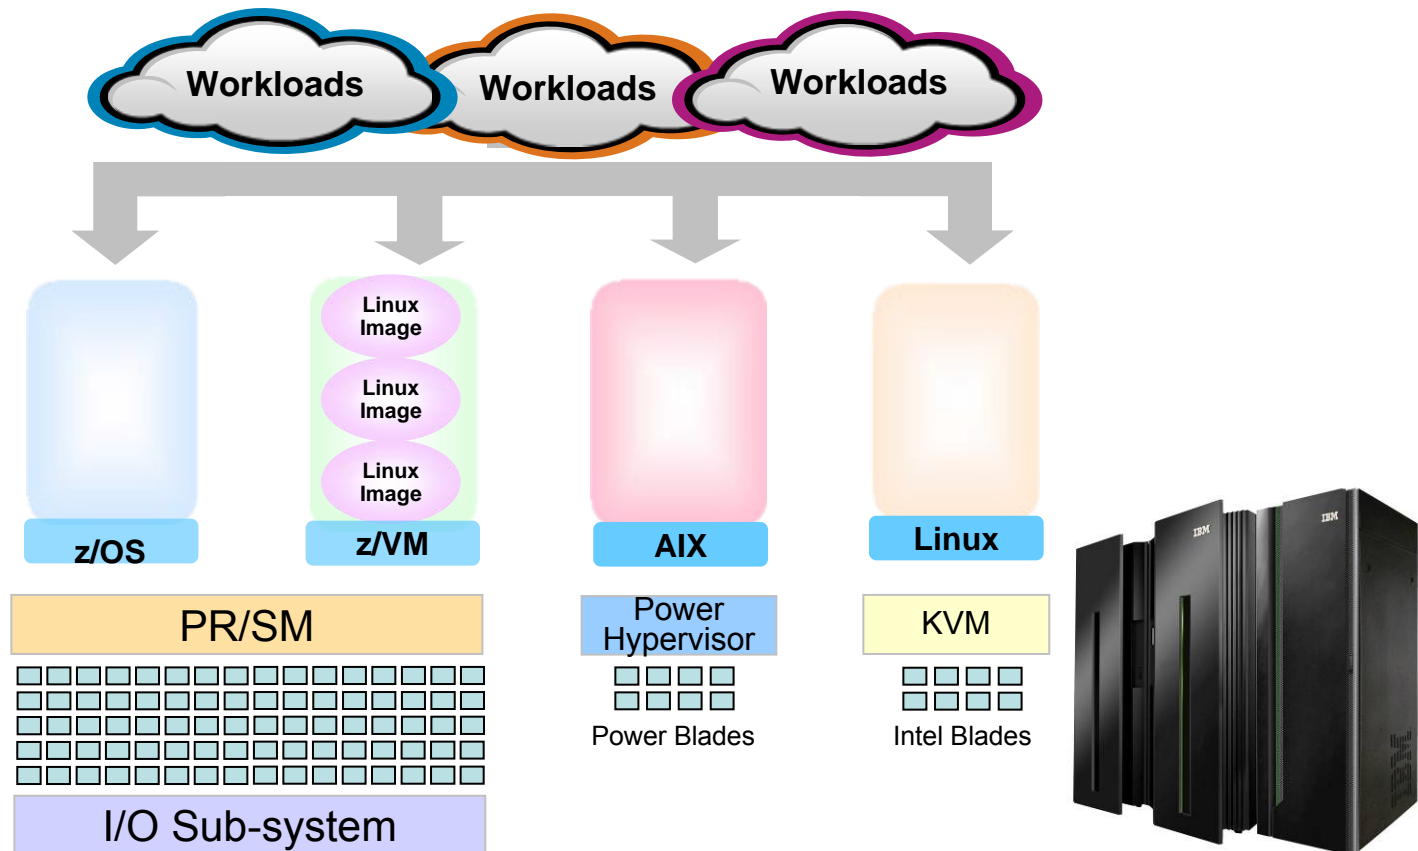 Workloads
Workloads
Workloads
Linux
Image
Linux
Image
Linux
Image
z/OS
z/VM
AIX
Linux
PR/SM
Power
Hypervisor
KVM
Power Blades
Intel Blades
I/O Sub-system
IBM
IBM
IBM